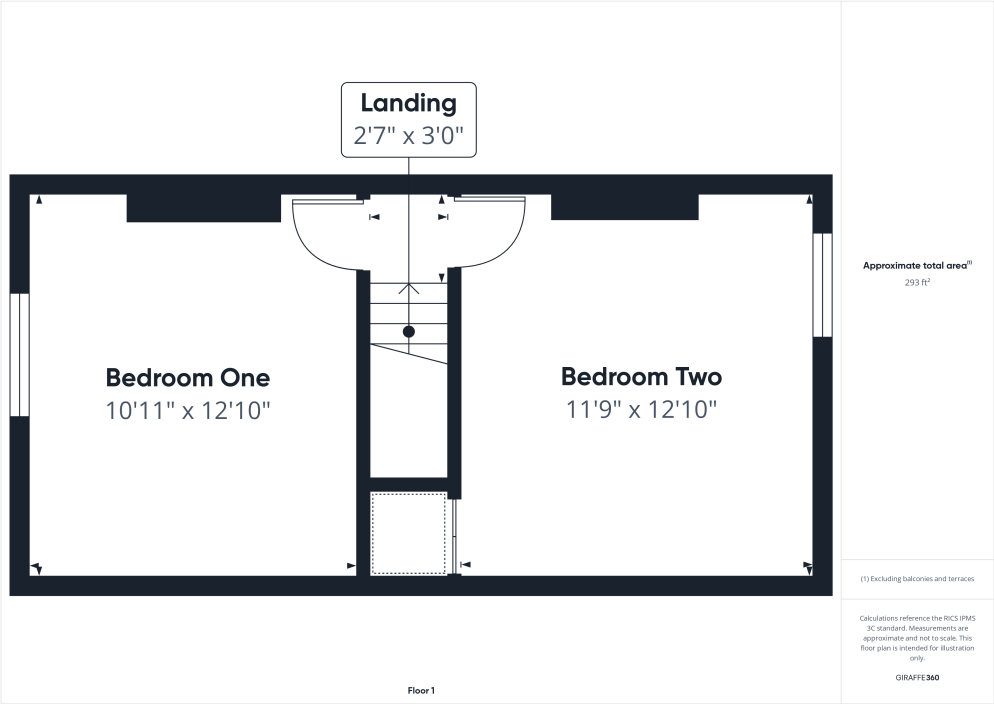 Landing
2'7" x 3'0"
Bedroom One
10'11" x 12'10"
Bedroom Two
11'9" x 12'10"
Floor 1
Approximate total area⁽¹⁾
293 ft²
(1) Excluding balconies and terraces
Calculations reference the RICS IPMS
3C standard. Measurements are
approximate and not to scale. This
floor plan is intended for illustration
only.
GIRAFFE360